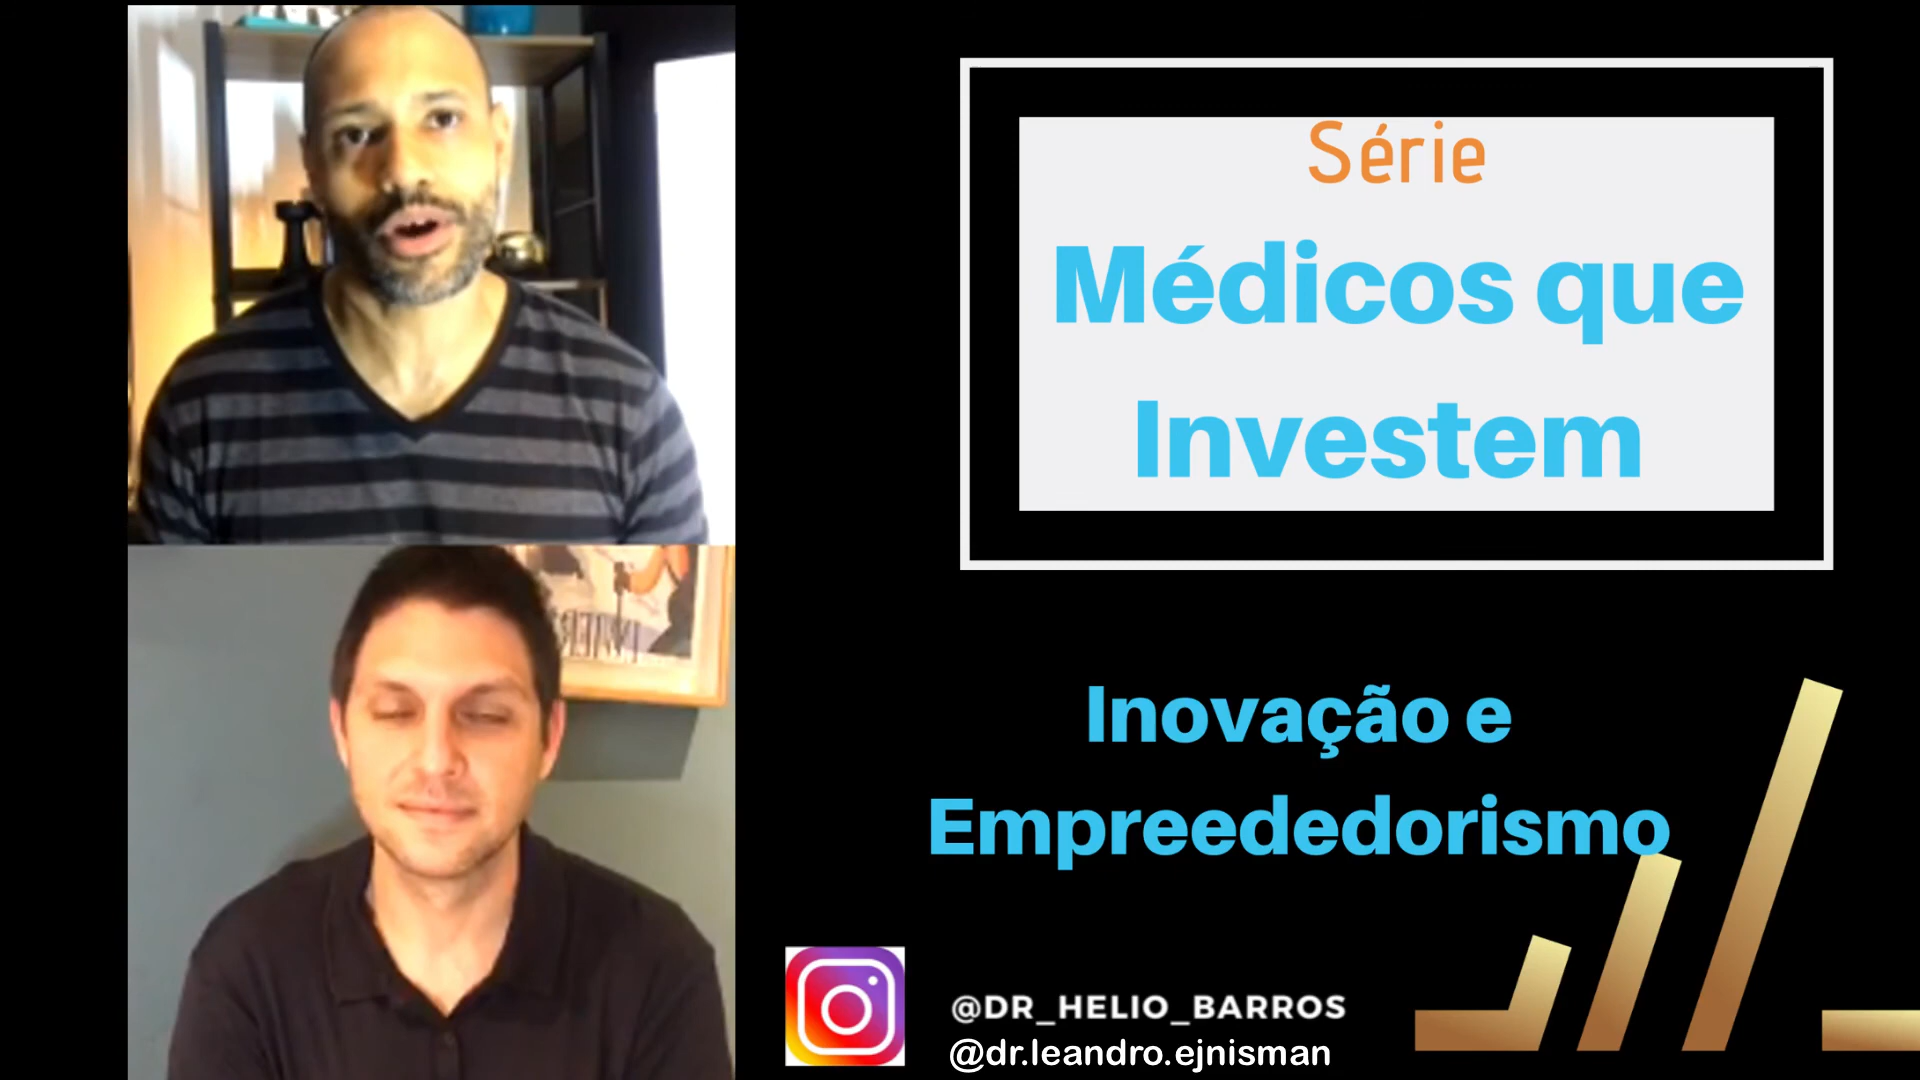 Série
Médicos que
Investem
Inovação e
Empreededorismo
@DR_HELIO_BARROS
@dr.leandro.ejnisman